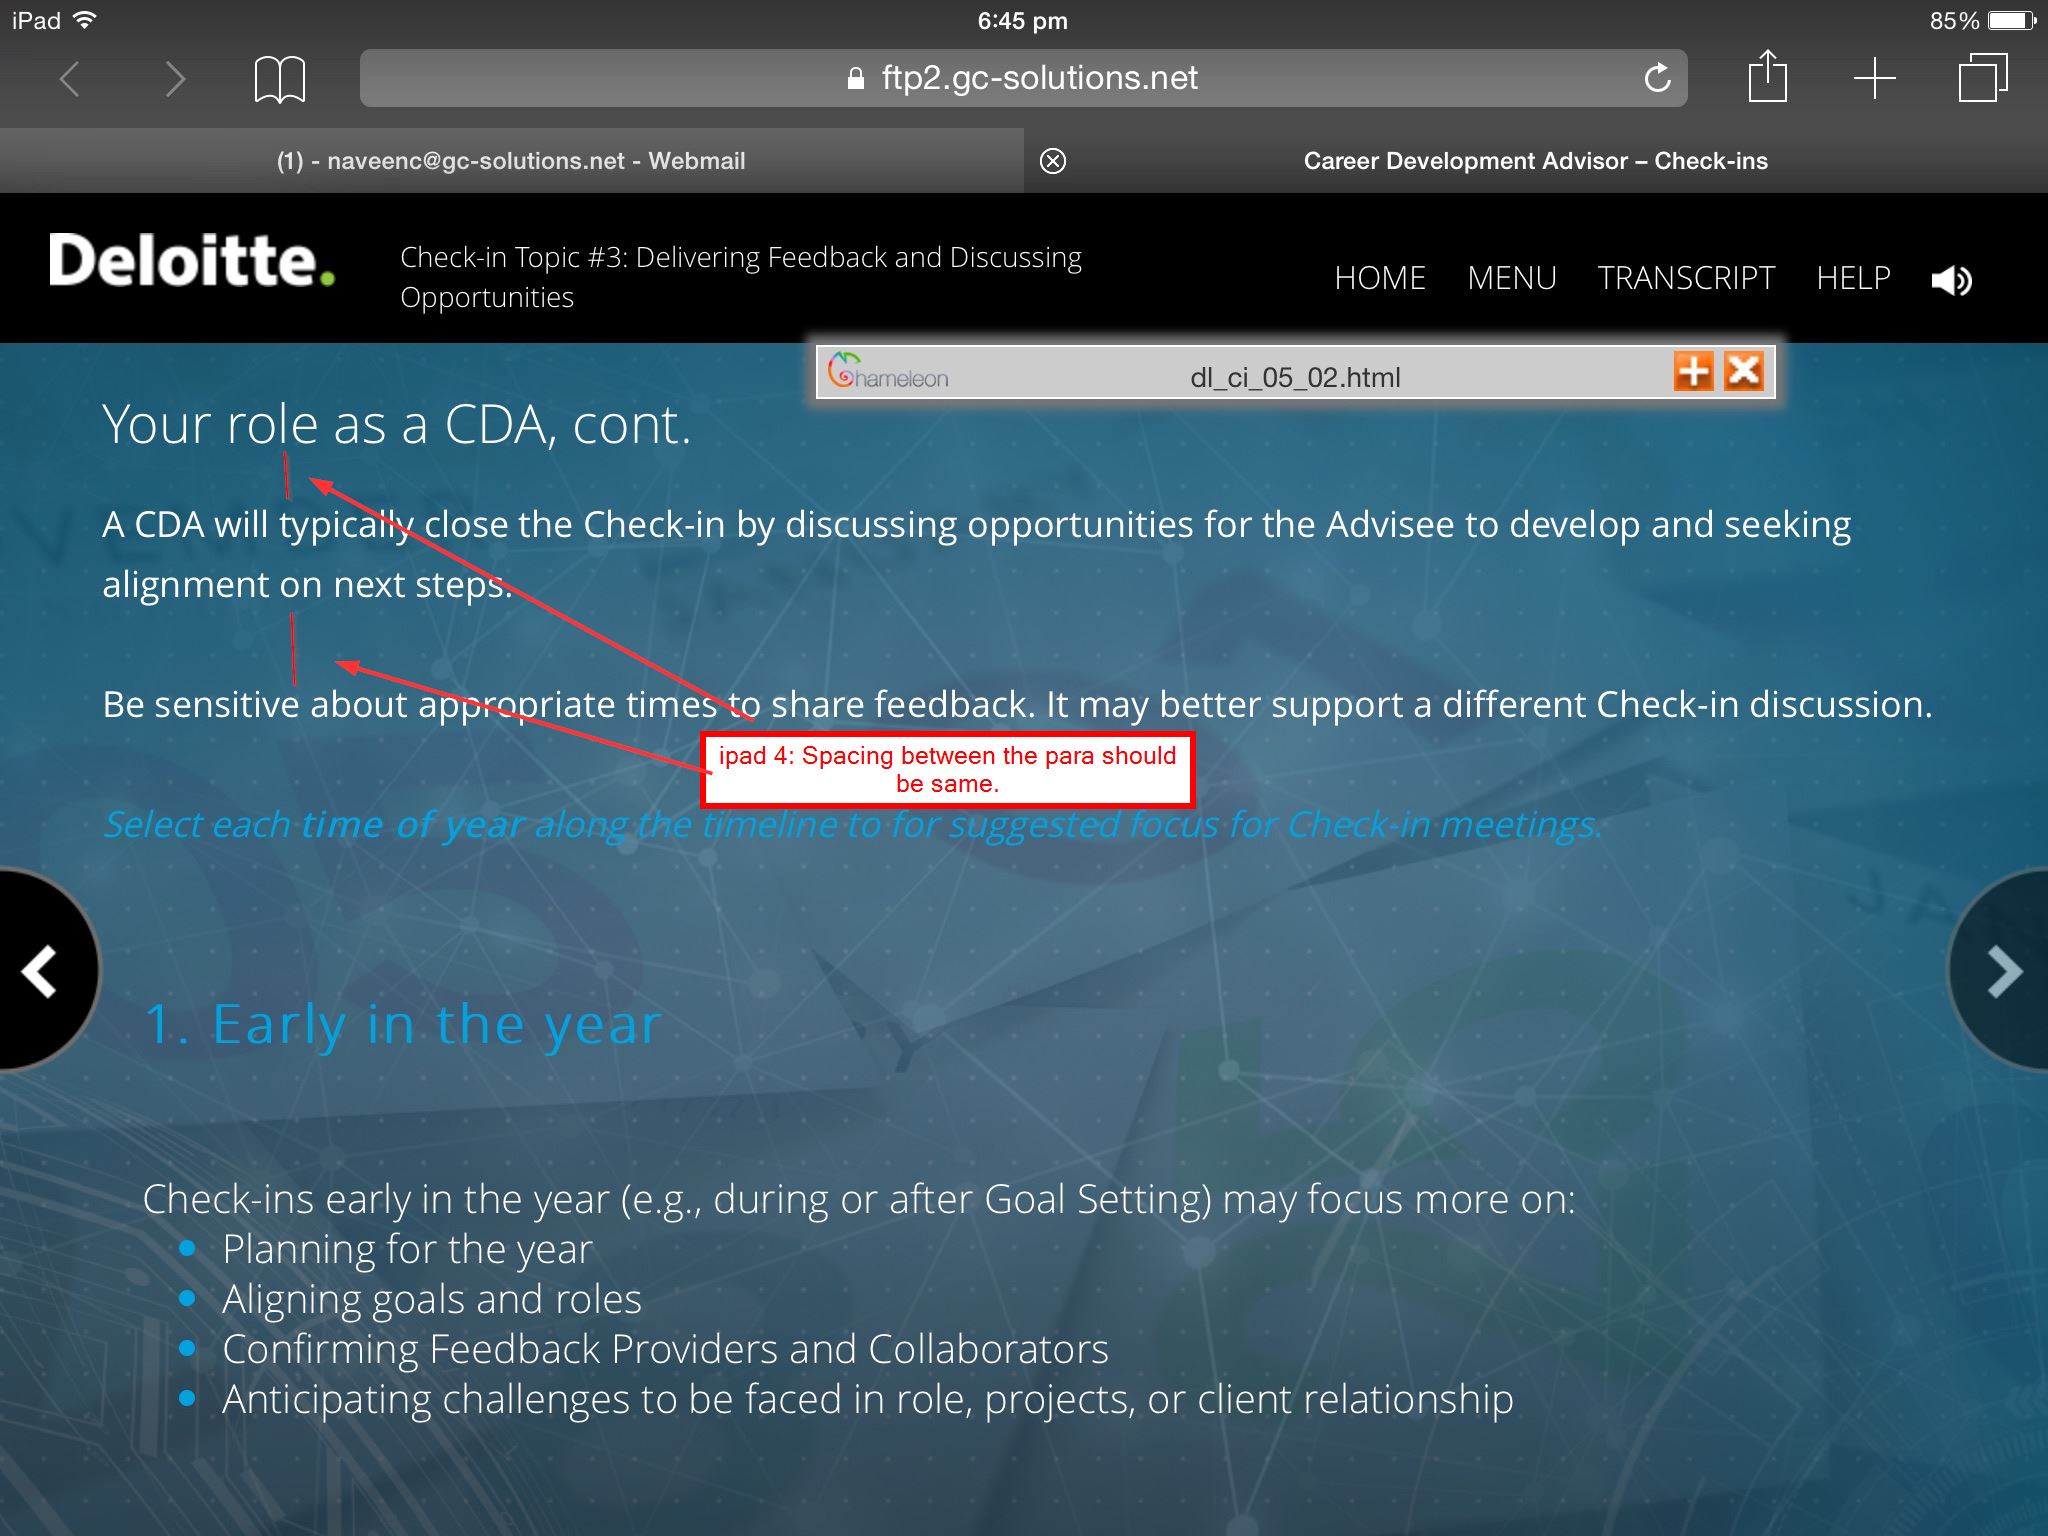 iPad
6:45 pm
85%
ftp2.gc-solutions.net
(1) - naveenc@gc-solutions.net - Webmail
Career Development Advisor – Check-ins
Deloitte.
Check-in Topic #3: Delivering Feedback and Discussing
Opportunities
HOME MENU TRANSCRIPT HELP
Chameleon
dl_ci_05_02.html
Your role as a CDA, cont.
A CDA will typically close the Check-in by discussing opportunities for the Advisee to develop and seeking
alignment on next steps.
Be sensitive about appropriate times to share feedback. It may better support a different Check-in discussion.
ipad 4: Spacing between the para should
be same.
Select each time of year along the timeline to for suggested focus for Check-in meetings.
1. Early in the year
Check-ins early in the year (e.g., during or after Goal Setting) may focus more on:
Planning for the year
Aligning goals and roles
Confirming Feedback Providers and Collaborators
Anticipating challenges to be faced in role, projects, or client relationship